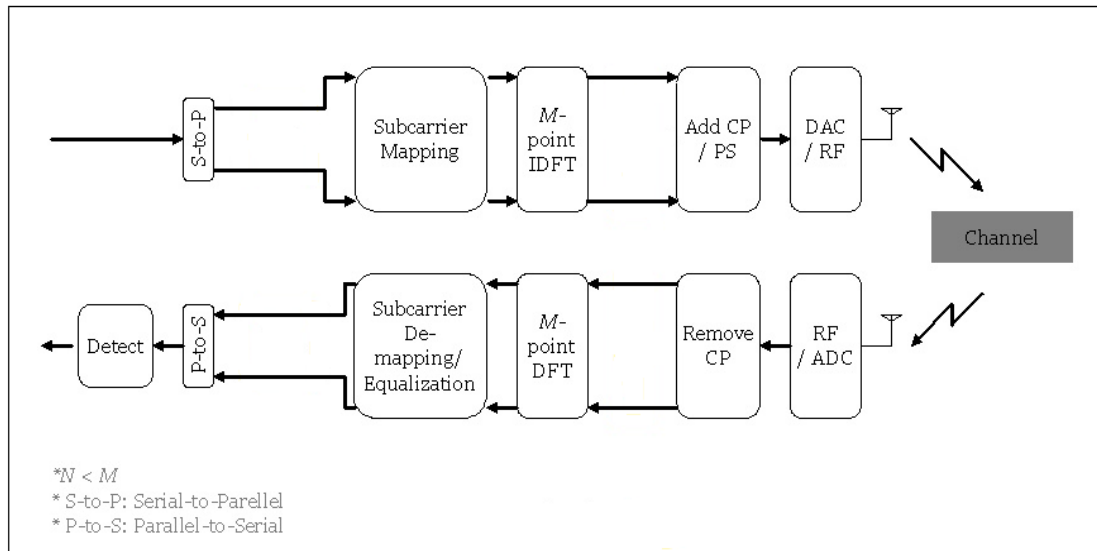 S-to-P
Subcarrier
Mapping
M-
point
IDFT
Add CP
/ PS
DAC
/ RF
Channel
Detect
P-to-S
Subcarrier
De-
mapping/
Equalization
M-
point
DFT
Remove
CP
RF
/ ADC
*N < M
* S-to-P: Serial-to-Parellel
* P-to-S: Parallel-to-Serial